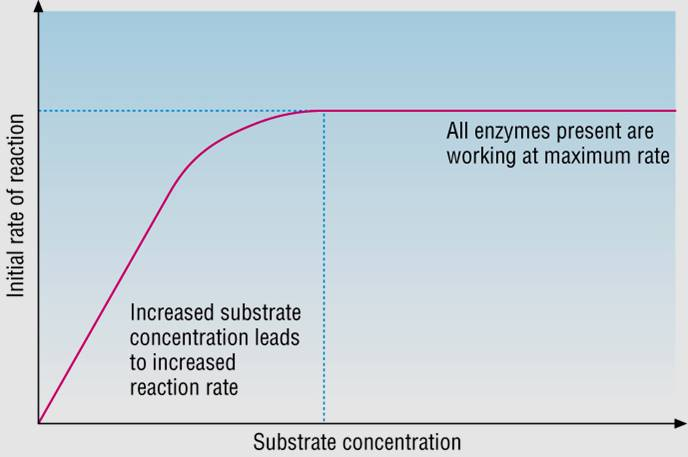 Initial rate of reaction
All enzymes present are
working at maximum rate
Increased substrate
concentration leads
to increased
reaction rate
Substrate concentration